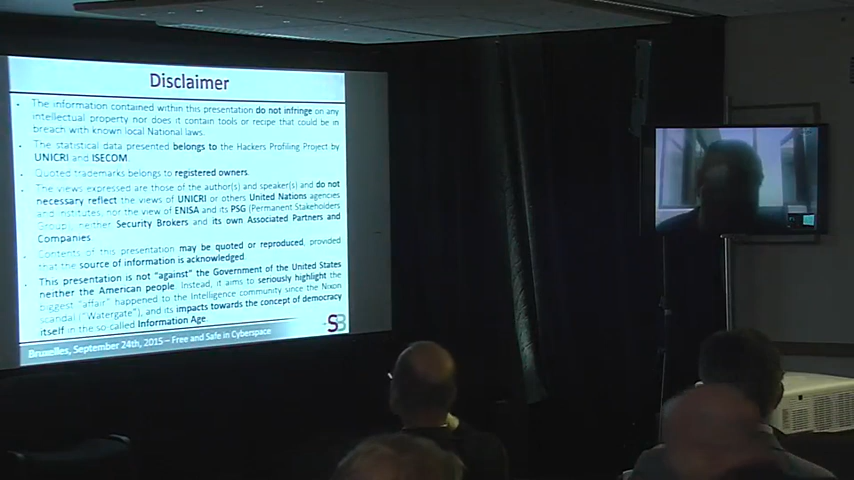 Disclaimer
The information contained within this presentation do not infringe on any
intellectual property nor does it contain tools or recipe that could be in
breach with known local National laws.
The statistical data presented belongs to the Hackers Profiling Project by
UNICRI and ISECOM.
Quoted trademarks belongs to registered owners.
The views expressed are those of the author(s) and speaker(s) and do not
necessary reflect the views of UNICRI or others United Nations agencies
and institutes, nor the view of ENISA and its PSG (Permanent Stakeholders
Group), neither Security Brokers and its own Associated Partners and
Companies.
Contents of this presentation may be quoted or reproduced, provided
that the source of information is acknowledged.
This presentation is not "against" the Government of the United States
neither the American people. Instead, it aims to seriously highlight the
biggest "affair" happened to the Intelligence community since the Nixon
scandal ("Watergate"), and its impacts towards the concept of democracy
itself in the so-called Information Age.
SB
Bruxelles, September 24th, 2015 – Free and Safe in Cyberspace